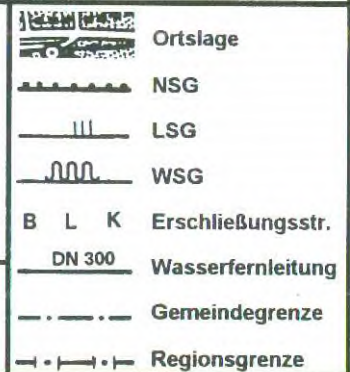 Ortslage
NSG
LSG
WSG
B L K Erschließungsstr.
DN 300 Wasserfernleitung
Gemeindegrenze
Regionsgrenze